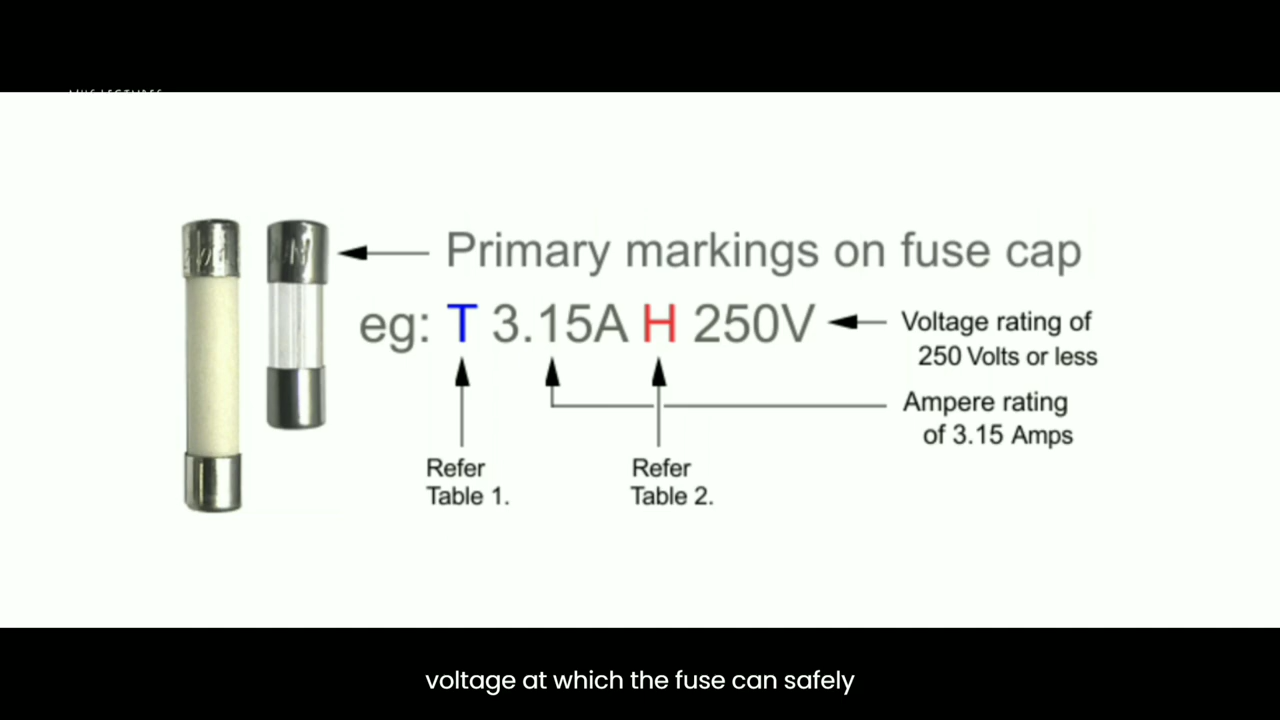 Primary markings on fuse cap
eg: T 3.15A H 250V
Voltage rating of
250 Volts or less
Ampere rating
of 3.15 Amps
Refer
Table 1.
Refer
Table 2.
voltage at which the fuse can safely